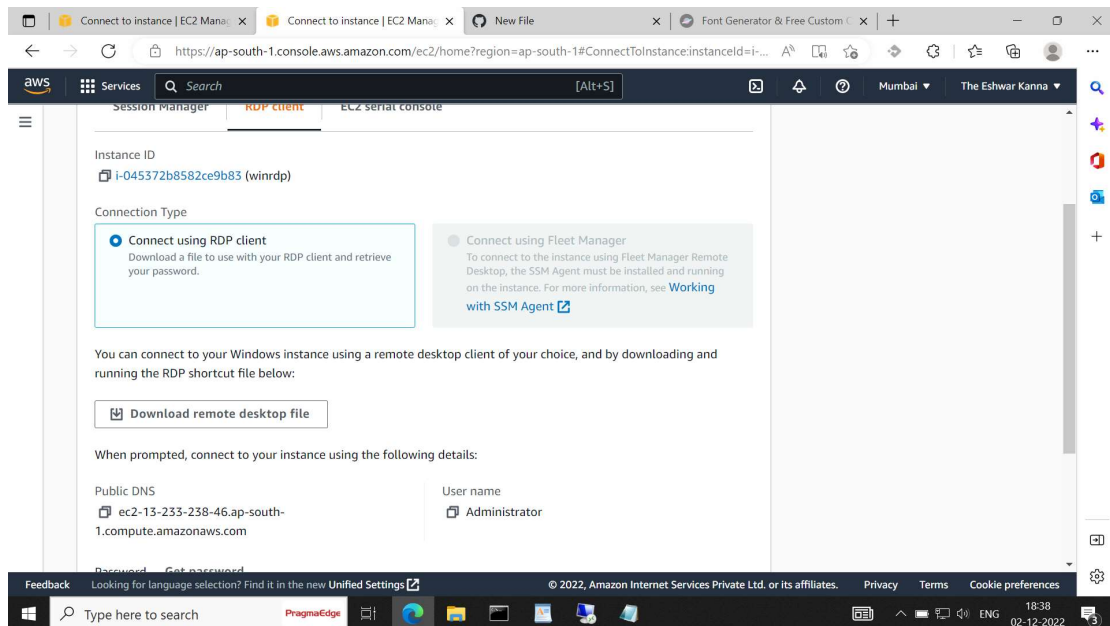 Connect to instance | EC2 Manag
Connect to instance | EC2 Manag
New File
Font Generator & Free Custom
https://ap-south-1.console.aws.amazon.com/ec2/home?region=ap-south-1#ConnectToInstance:instanceId=i-...
aws
Services
Search
[Alt+S]
Mumbai
The Eshwar Kanna
Session Manager
RDP client
EC2 serial console
Instance ID
i-045372b8582ce9b83 (winrdp)
Connection Type
Connect using RDP client
Download a file to use with your RDP client and retrieve
your password.
Connect using Fleet Manager
To connect to the instance using Fleet Manager Remote
Desktop, the SSM Agent must be installed and running
on the instance. For more information, see Working
with SSM Agent
You can connect to your Windows instance using a remote desktop client of your choice, and by downloading and
running the RDP shortcut file below:
Download remote desktop file
When prompted, connect to your instance using the following details:
Public DNS
ec2-13-233-238-46.ap-south-
1.compute.amazonaws.com
User name
Administrator
Password Get password
Feedback
Looking for language selection? Find it in the new Unified Settings
© 2022, Amazon Internet Services Private Ltd. or its affiliates.
Privacy
Terms
Cookie preferences
Type here to search
PragmaEdge
ENG
18:38
02-12-2022
3